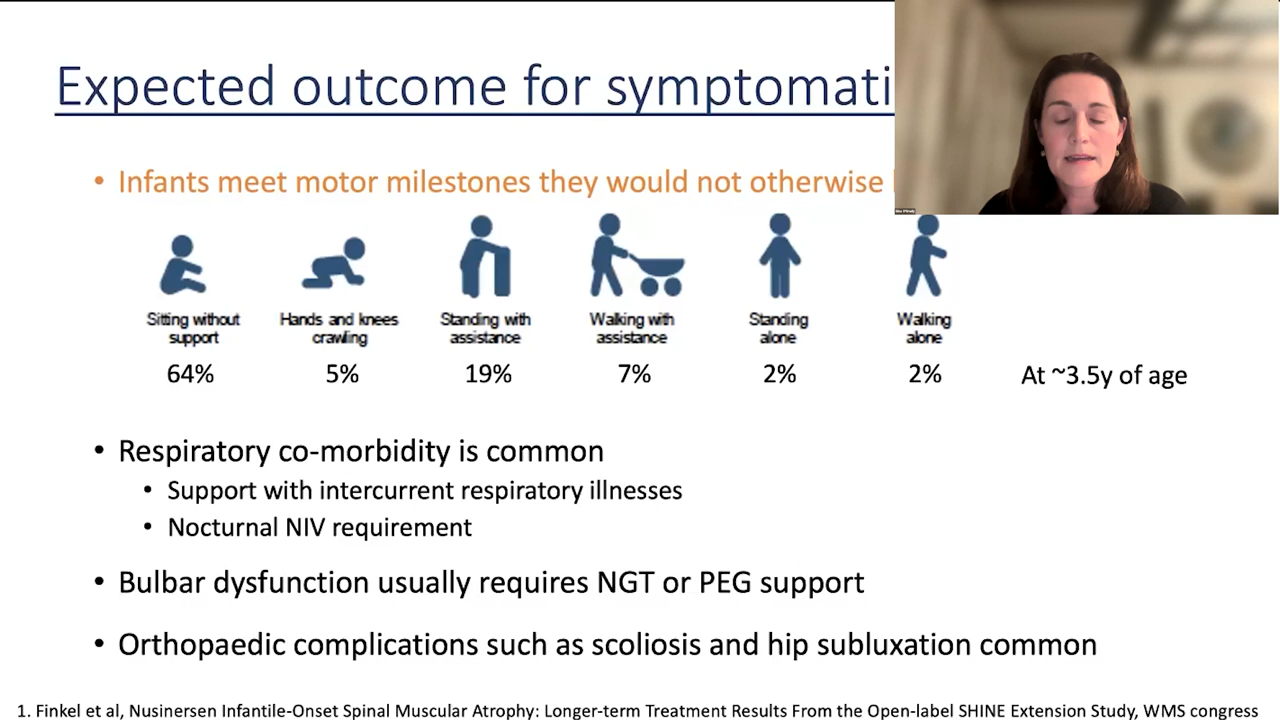 Expected outcome for symptomati
• Infants meet motor milestones they would not otherwise
Sitting without support
Hands and knees crawling
Standing with assistance
Walking with assistance
Standing alone
Walking alone
64% 5% 19% 7% 2% 2% At ~3.5y of age
• Respiratory co-morbidity is common
• Support with intercurrent respiratory illnesses
• Nocturnal NIV requirement
• Bulbar dysfunction usually requires NGT or PEG support
• Orthopaedic complications such as scoliosis and hip subluxation common
1. Finkel et al, Nusinersen Infantile-Onset Spinal Muscular Atrophy: Longer-term Treatment Results From the Open-label SHINE Extension Study, WMS congress